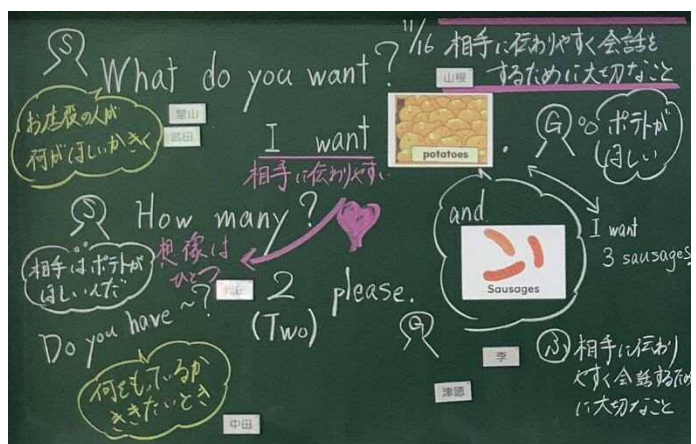 11/16 相手に伝わりやすく会話を
するために大切なこと
S
What do you want?
山根
お店役の人が
何がほしいかきく
武田
I want
potatoes
.
G
ポテトが
ほしい
相手に伝わりやすい
S
How many?
and
Sausages
I want
3 sausages
相手はポテトが
ほしいんだ
想像は
ひとつ
2 please.
(Two)
G
Do you have ~?
何をもっているか
ききたいとき
中田
李
津酒
ふ 相手に伝わり
やすく会話するため
に大切なこと